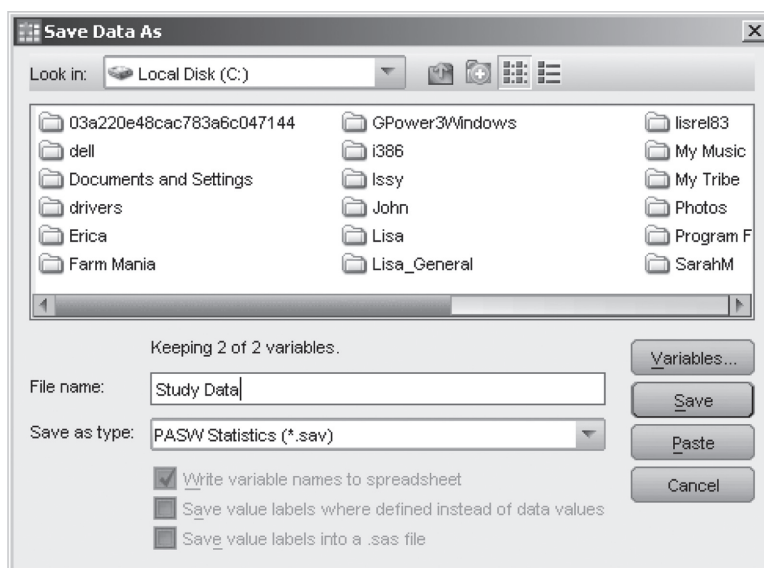 Save Data As
Look in: Local Disk (C:)
03a220e48cac783a6c047144
dell
Documents and Settings
drivers
Erica
Farm Mania
GPower3Windows
i386
Issy
John
Lisa
Lisa_General
lisrel83
My Music
My Tribe
Photos
Program F
SarahM
Keeping 2 of 2 variables.
File name: Study Data
Save as type: PASW Statistics (*.sav)
Write variable names to spreadsheet
Save value labels where defined instead of data values
Save value labels into a .sas file
Variables...
Save
Paste
Cancel